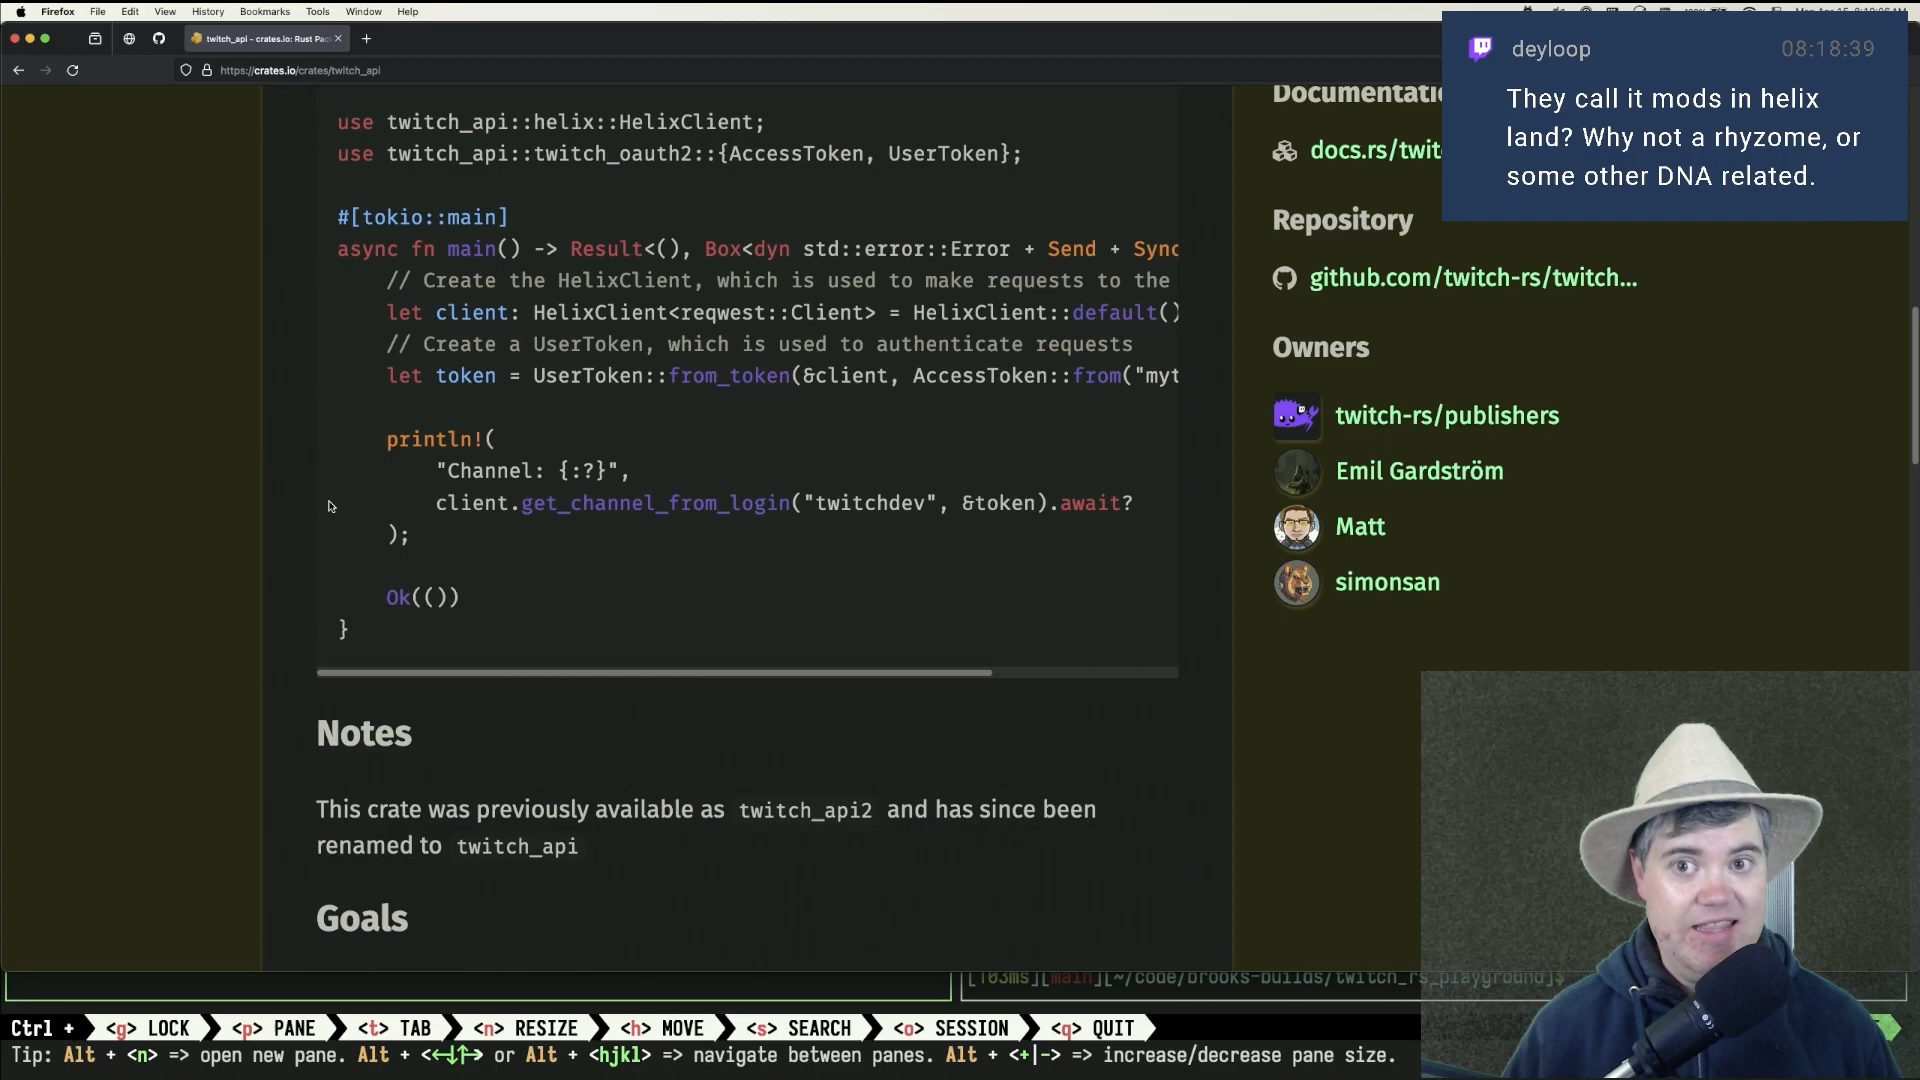 Firefox File Edit View History Bookmarks Tools Window Help
twitch_api - crates.io: Rust Pac
https://crates.io/crates/twitch_api
deyloop 08:18:39
They call it mods in helix
land? Why not a rhyzome, or
some other DNA related.
use twitch_api::helix::HelixClient;
use twitch_api::twitch_oauth2::{AccessToken, UserToken};
#[tokio::main]
async fn main() -> Result<(), Box<dyn std::error::Error + Send + Sync
// Create the HelixClient, which is used to make requests to the
let client: HelixClient<reqwest::Client> = HelixClient::default()
// Create a UserToken, which is used to authenticate requests
let token = UserToken::from_token(&client, AccessToken::from("myt
println!(
"Channel: {:?}",
client.get_channel_from_login("twitchdev", &token).await?
);
Ok(())
}
Notes
This crate was previously available as twitch_api2 and has since been
renamed to twitch_api
Goals
Documentatio
docs.rs/twit
Repository
github.com/twitch-rs/twitch...
Owners
twitch-rs/publishers
Emil Gardström
Matt
simonsan
[103ms][main][~/code/brooks-builds/twitch_rs_playground]$
Ctrl + <g> LOCK <p> PANE <t> TAB <n> RESIZE <h> MOVE <s> SEARCH <o> SESSION <q> QUIT
Tip: Alt + <n> => open new pane. Alt + <←↓↑→> or Alt + <hjkl> => navigate between panes. Alt + <+|-> => increase/decrease pane size.